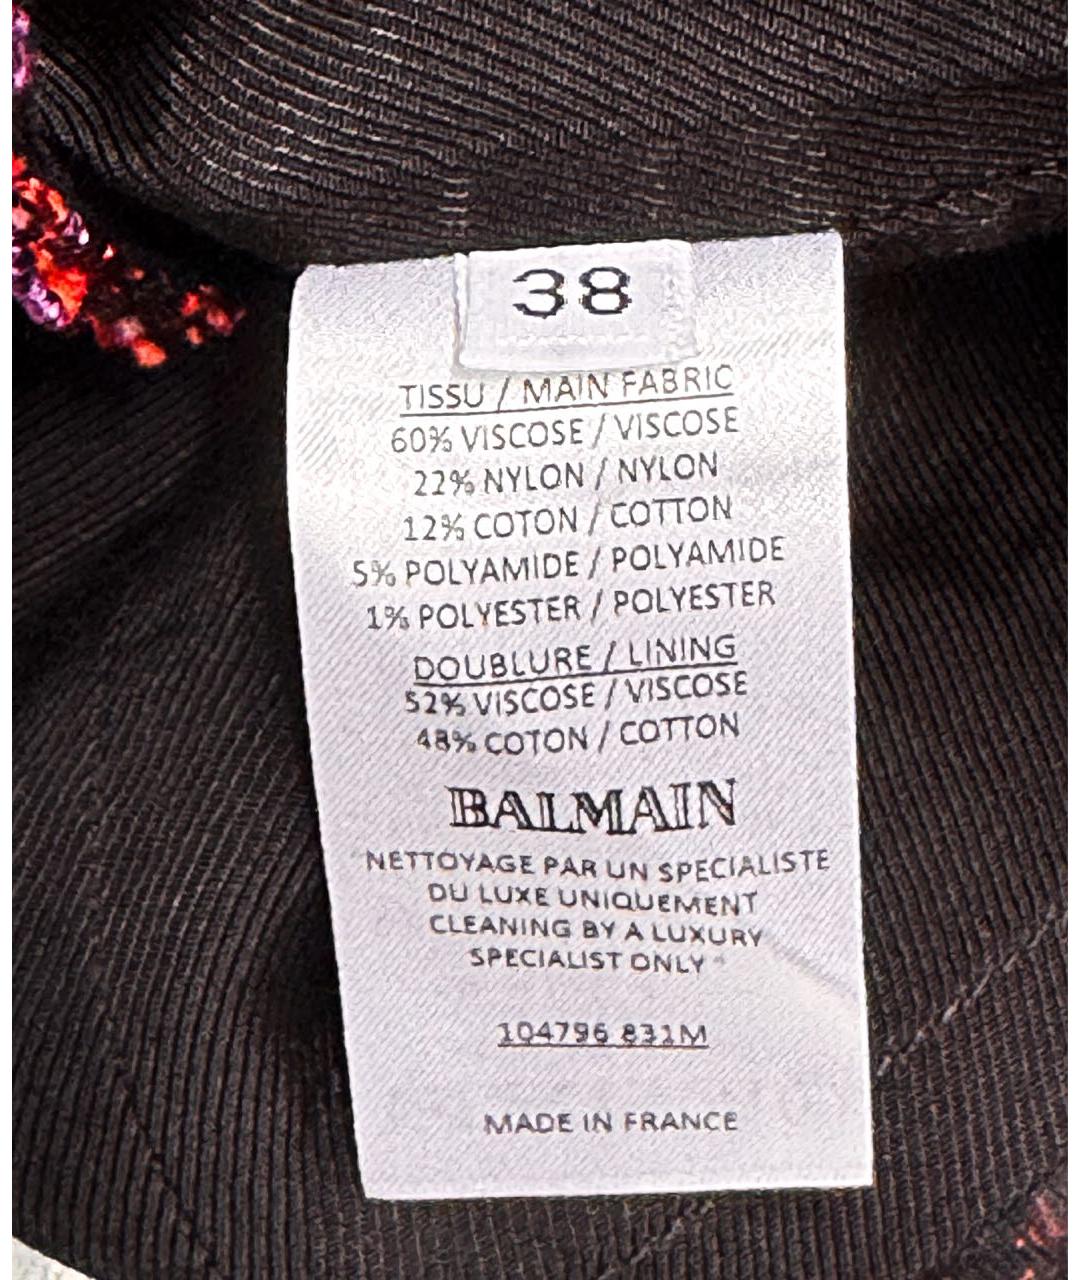 38
TISSU / MAIN FABRIC
60% VISCOSE / VISCOSE
22% NYLON / NYLON
12% COTON / COTTON
5% POLYAMIDE / POLYAMIDE
1% POLYESTER / POLYESTER
DOUBLURE / LINING
52% VISCOSE / VISCOSE
48% COTON / COTTON
BALMAIN
NETTOYAGE PAR UN SPECIALISTE
DU LUXE UNIQUEMENT
CLEANING BY A LUXURY
SPECIALIST ONLY
104796 831M
MADE IN FRANCE